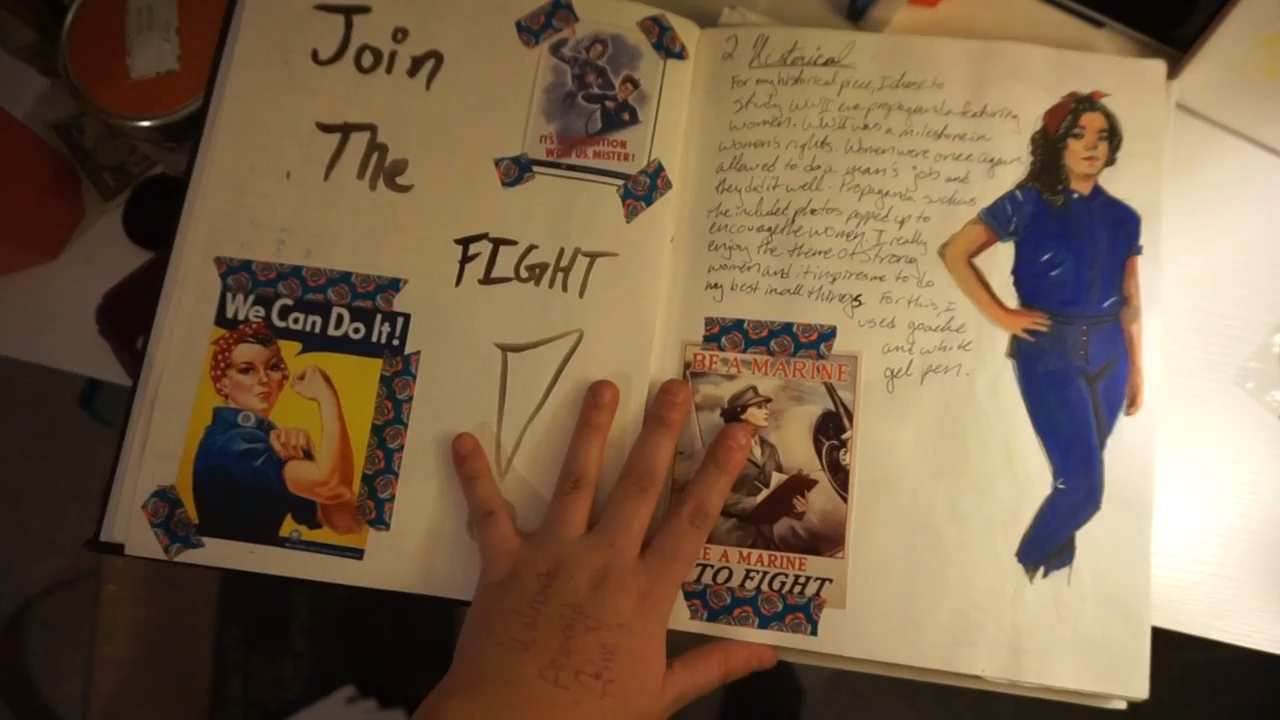 Join
The
FIGHT
IT'S A TRADITION
WITH US, MISTER!
We Can Do It!
2. Historical
For my historical piece, I chose to
study WWII era propaganda featuring
women. WWII was a milestone in
women's rights. Women were once again
allowed to do a man's job and
they did it well. Propaganda such as
the included photos popped up to
encourage the women. I really
enjoy the theme of strong
women and it inspires me to do
my best in all things. For this, I
used goache
and white
gel pen.
BE A MARINE
E A MARINE
TO FIGHT